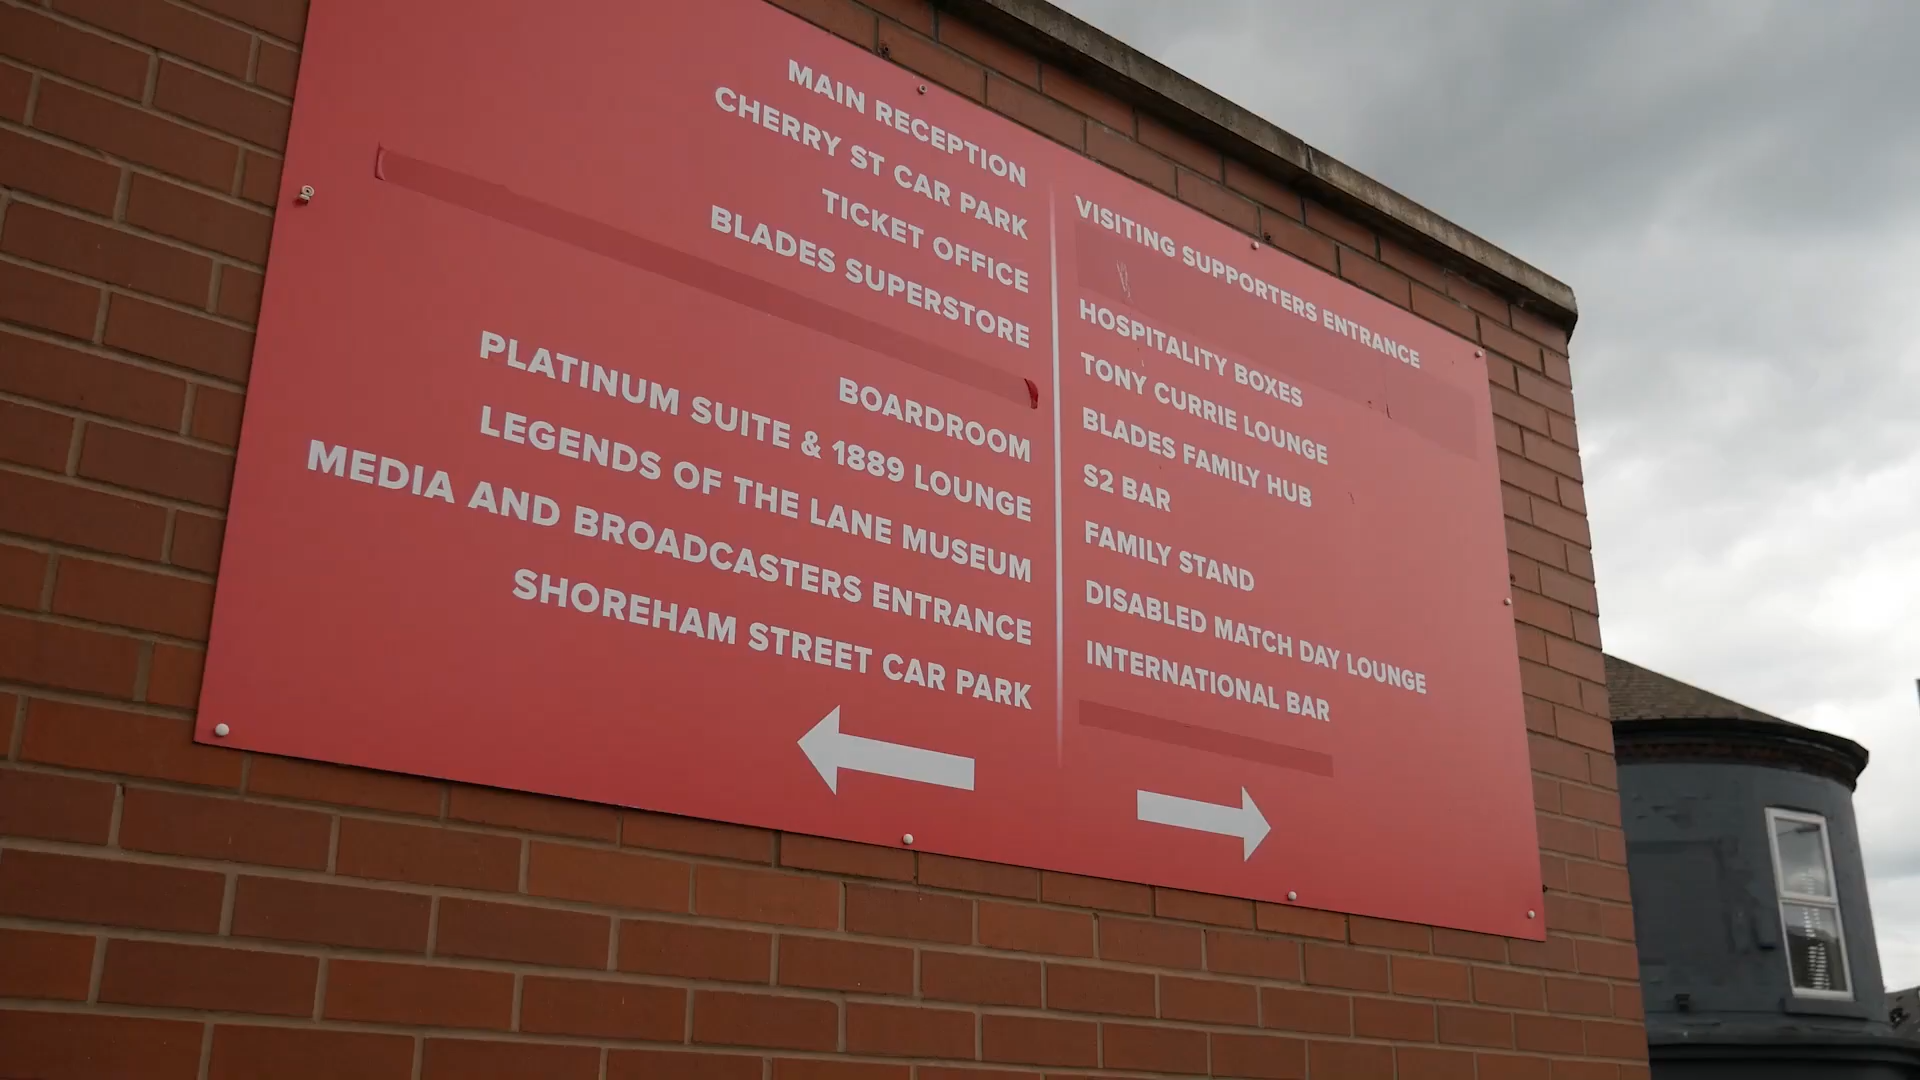 MAIN RECEPTION
CHERRY ST CAR PARK
TICKET OFFICE
BLADES SUPERSTORE
BOARDROOM
PLATINUM SUITE & 1889 LOUNGE
LEGENDS OF THE LANE MUSEUM
MEDIA AND BROADCASTERS ENTRANCE
SHOREHAM STREET CAR PARK
VISITING SUPPORTERS ENTRANCE
HOSPITALITY BOXES
TONY CURRIE LOUNGE
BLADES FAMILY HUB
S2 BAR
FAMILY STAND
DISABLED MATCH DAY LOUNGE
INTERNATIONAL BAR